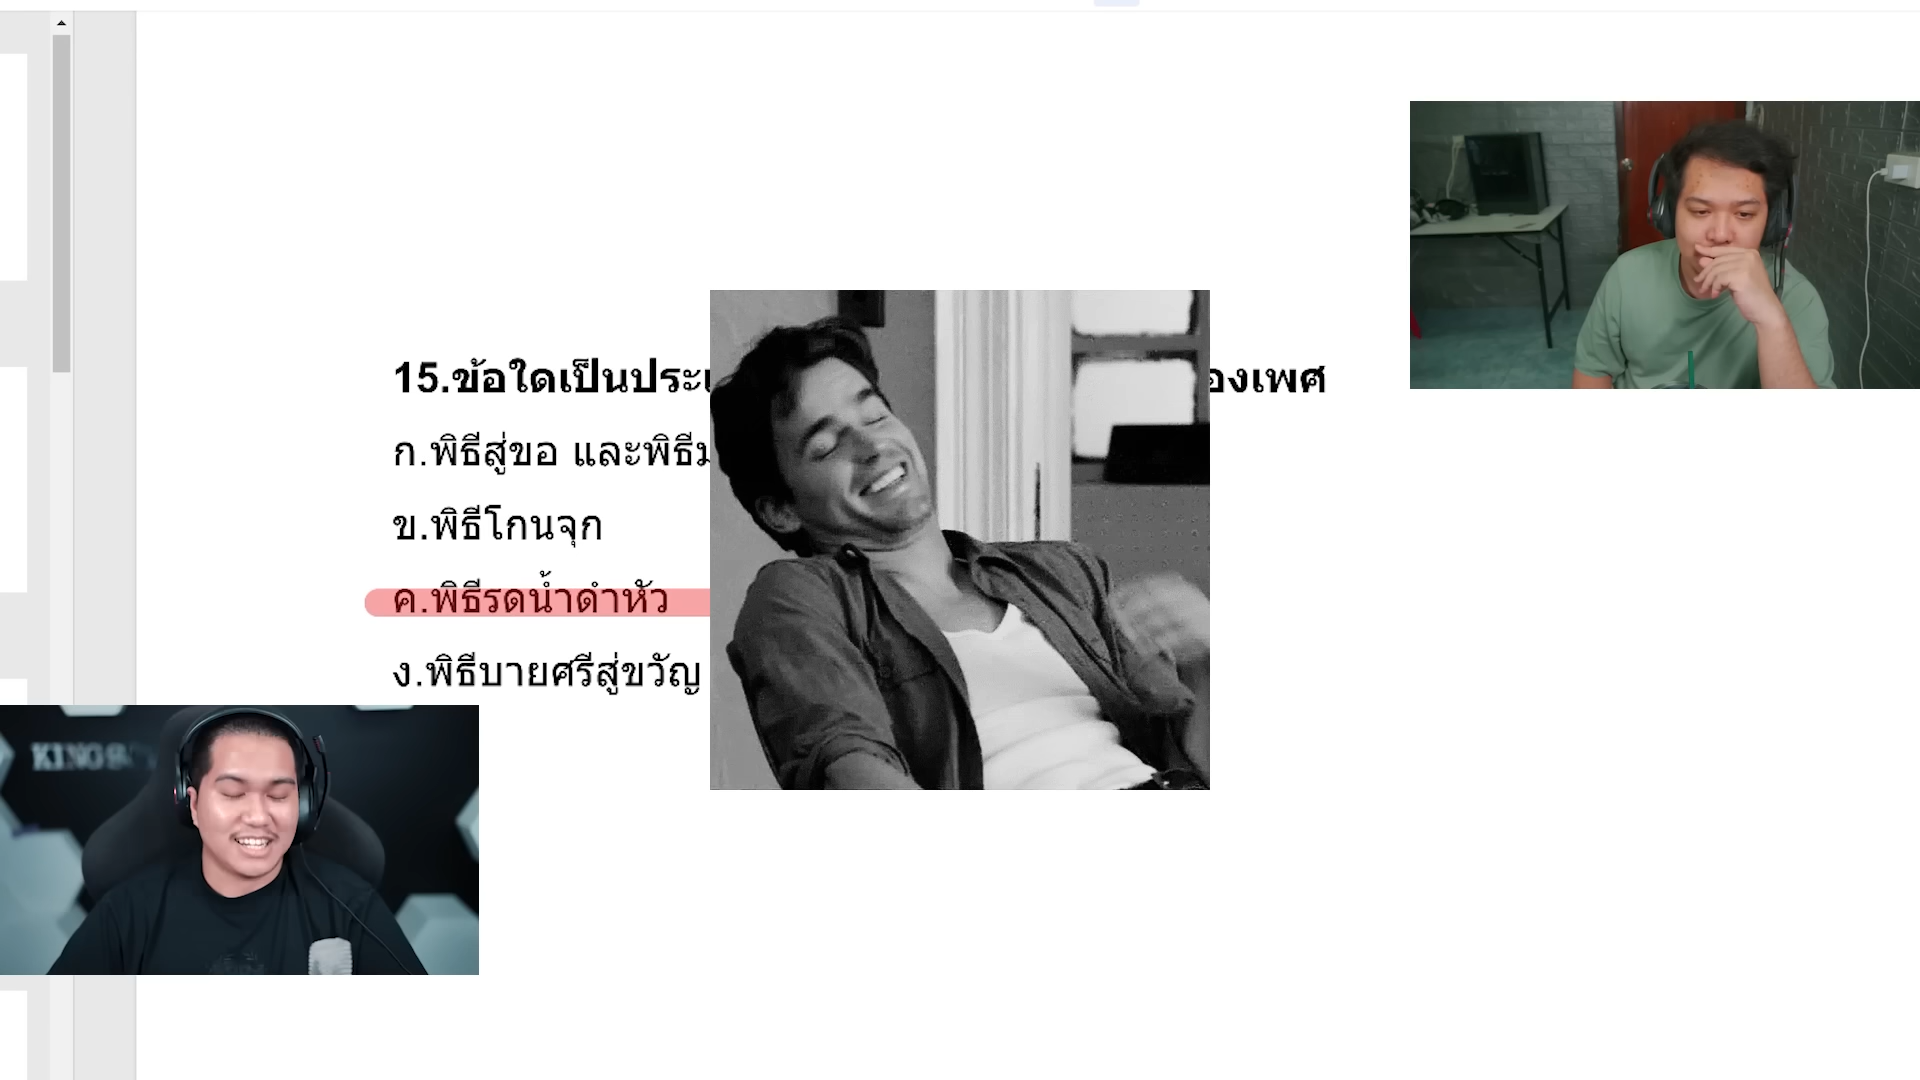 15.ข้อใดเป็นประเ องเพศ
ก.พิธีสู่ขอ และพิธีม
ข.พิธีโกนจุก
ค.พิธีรดน้ำดำหัว
ง.พิธีบายศรีสู่ขวัญ
KING